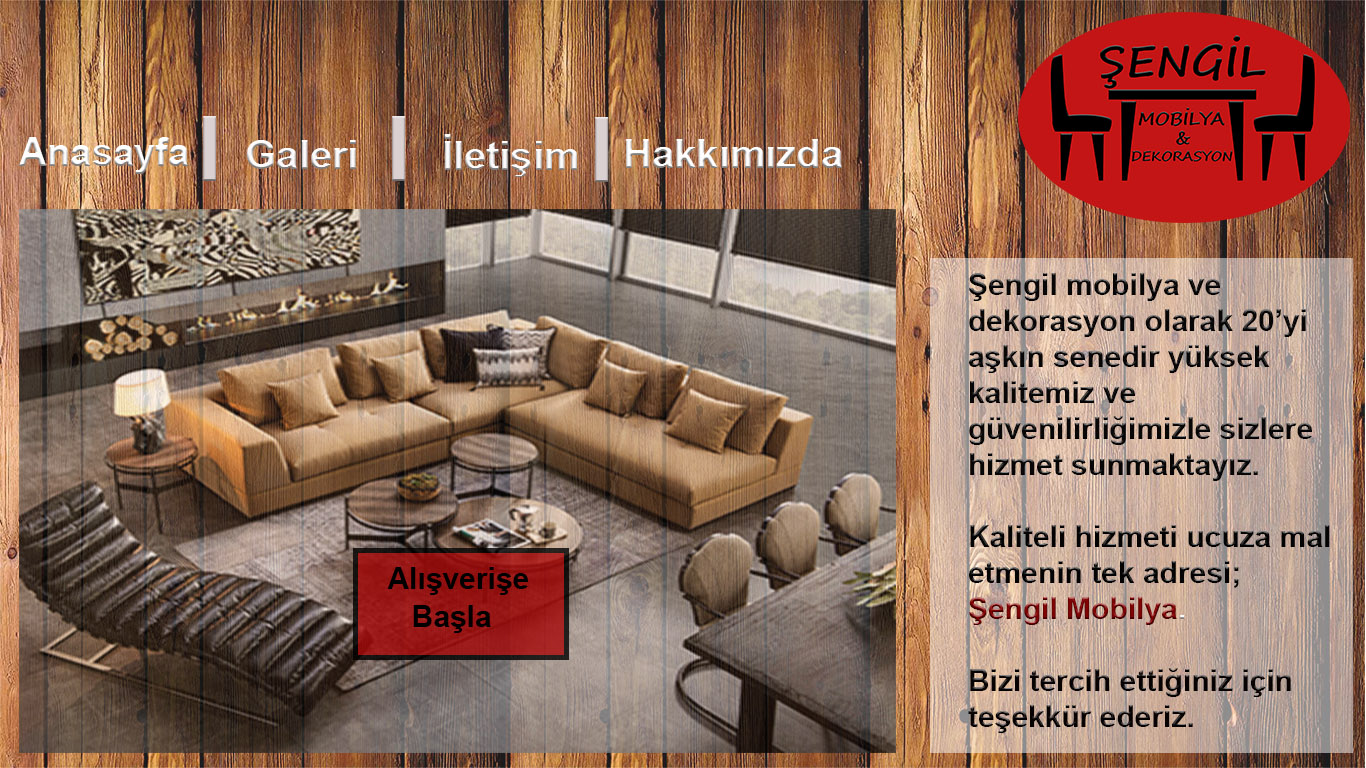 ŞENGİL
MOBİLYA
&
DEKORASYON
Anasayfa
Galeri
İletişim
Hakkımızda
Alışverişe
Başla
Şengil mobilya ve
dekorasyon olarak 20’yi
aşkın senedir yüksek
kalitemiz ve
güvenilirliğimizle sizlere
hizmet sunmaktayız.
Kaliteli hizmeti ucuza mal
etmenin tek adresi;
Şengil Mobilya.
Bizi tercih ettiğiniz için
teşekkür ederiz.